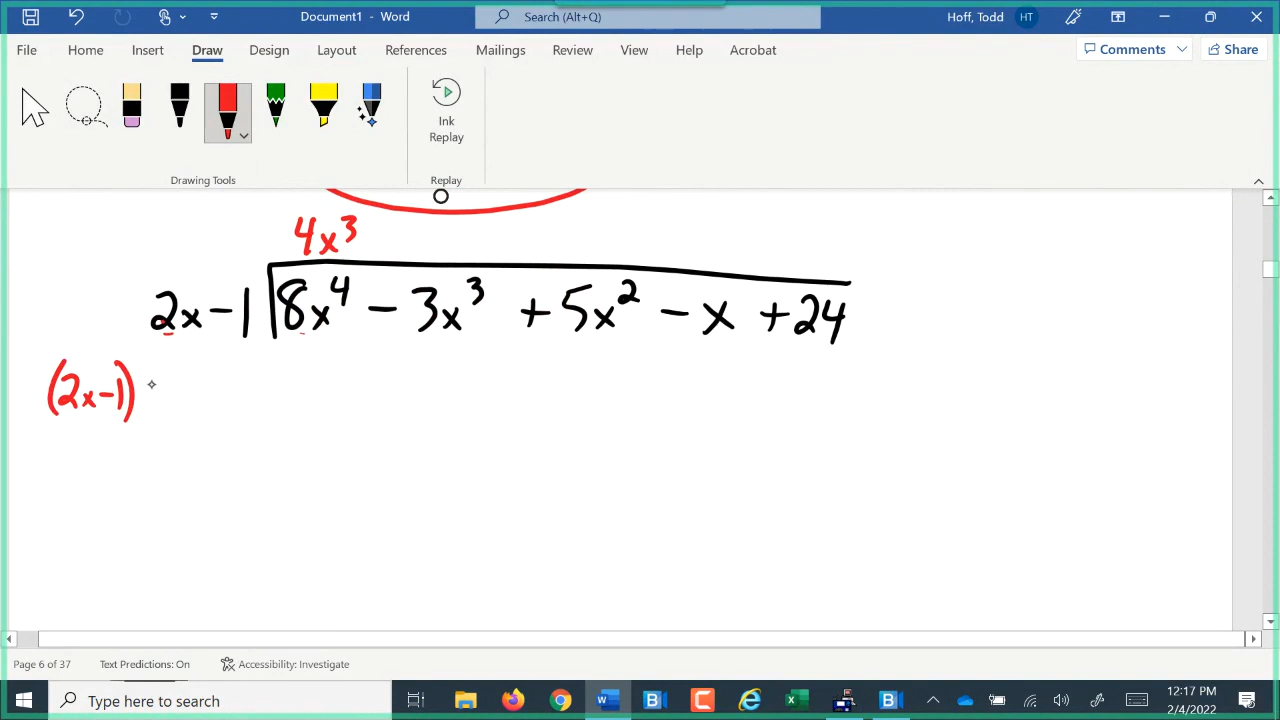 Document1 - Word
Search (Alt+Q)
Hoff, Todd
HT
File Home Insert Draw Design Layout References Mailings Review View Help Acrobat
Comments
Share
Ink
Replay
Drawing Tools
Replay
4x³
2x - 1 8x⁴ - 3x³ + 5x² - x + 24
(2x - 1)
Page 6 of 37
Text Predictions: On
Accessibility: Investigate
Type here to search
12:17 PM
2/4/2022